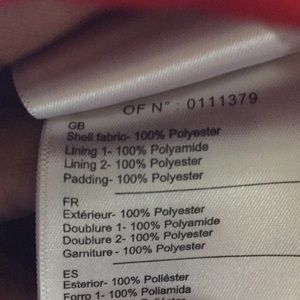 OF N° : 0111379
GB
Shell fabric- 100% Polyester
Lining 1- 100% Polyamide
Lining 2- 100% Polyester
Padding- 100% Polyester
FR
Extérieur- 100% Polyester
Doublure 1- 100% Polyamide
Doublure 2- 100% Polyester
Garniture - 100% Polyester
ES
Esterior- 100% Poliéster
Forro 1- 100% Poliamida